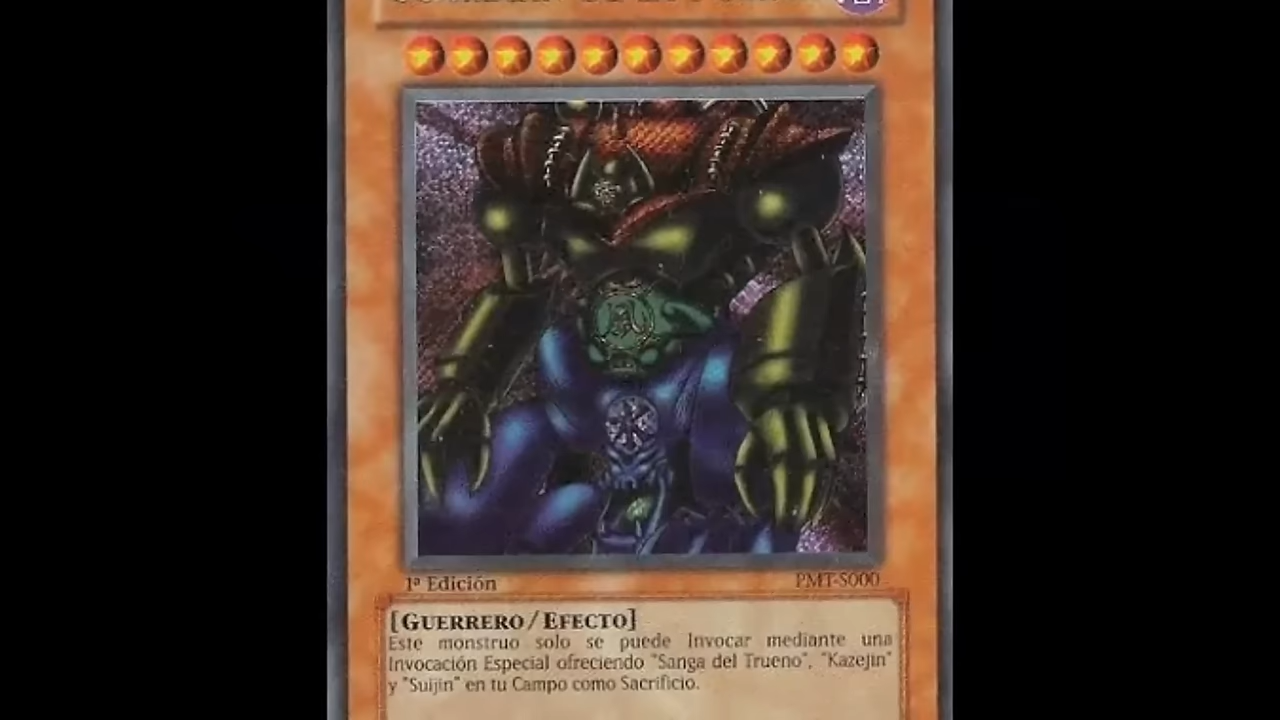 1ª Edición
PMT-S000
[GUERRERO/EFECTO]
Este monstruo solo se puede Invocar mediante una
Invocación Especial ofreciendo "Sanga del Trueno", "Kazejin"
y "Suijin" en tu Campo como Sacrificio.